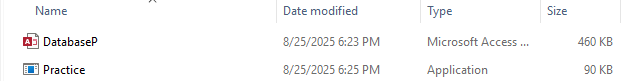 Name Date modified Type Size
DatabaseP 8/25/2025 6:23 PM Microsoft Access ... 460 KB
Practice 8/25/2025 6:25 PM Application 90 KB